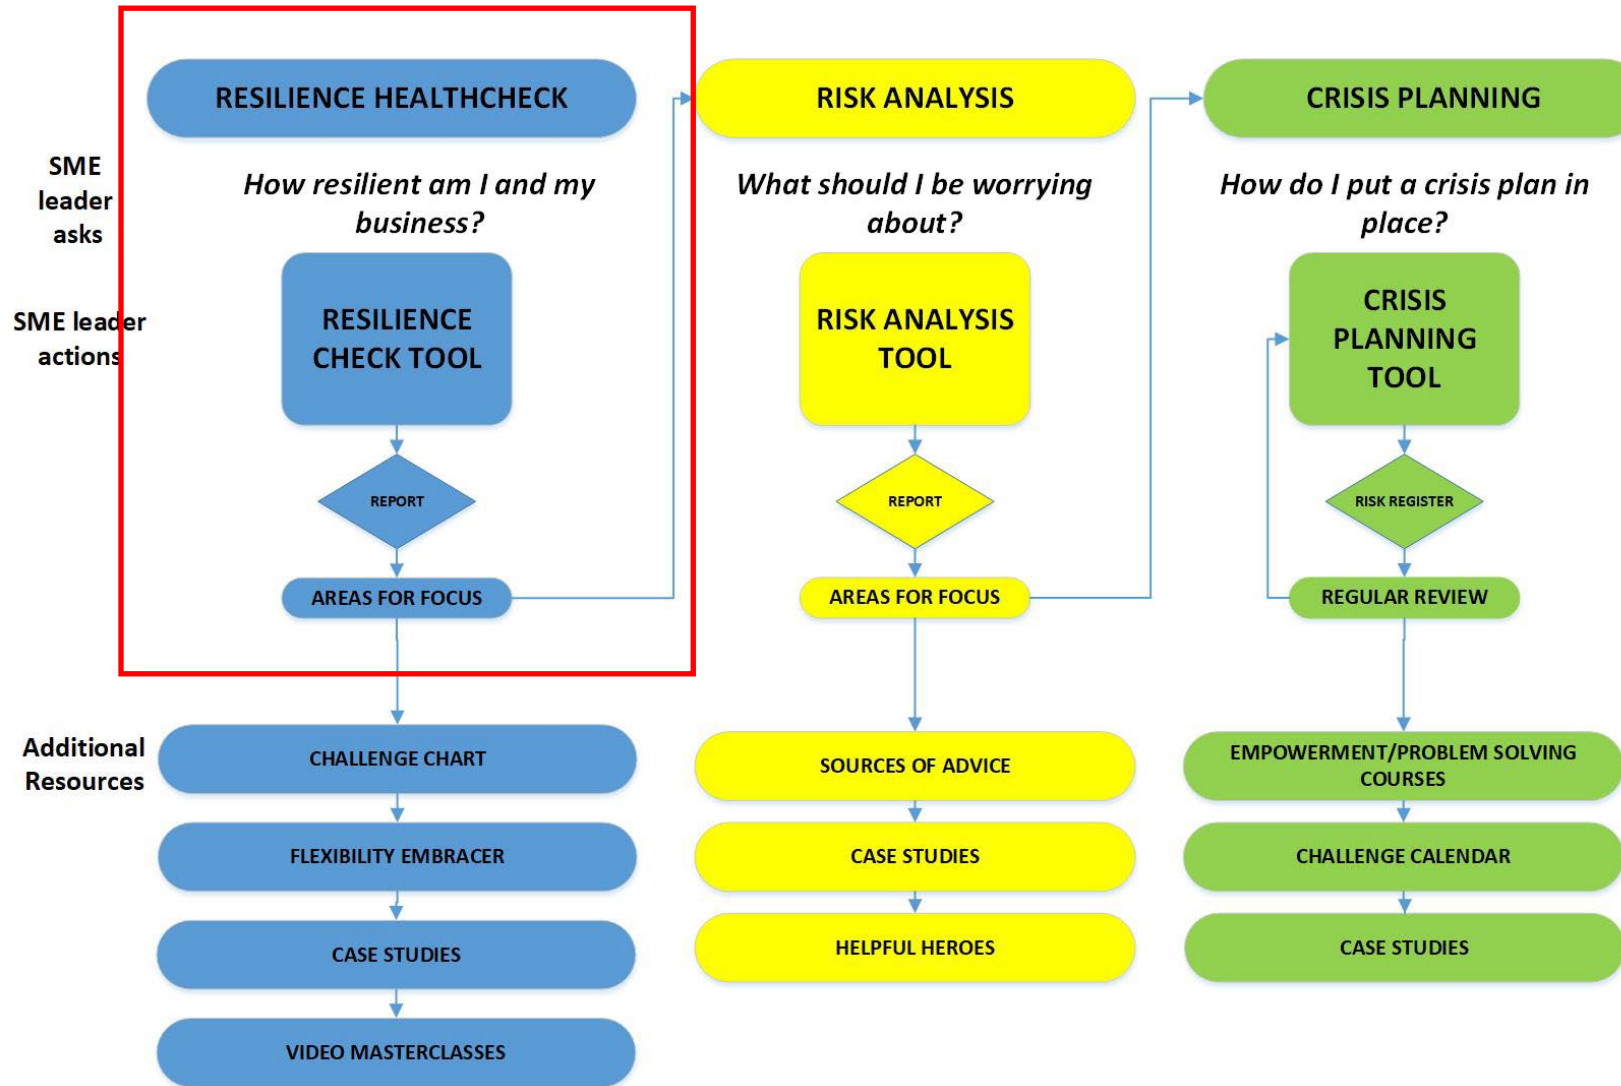 RESILIENCE HEALTHCHECK
RISK ANALYSIS
CRISIS PLANNING
SME
leader
asks
How resilient am I and my
business?
What should I be worrying
about?
How do I put a crisis plan in
place?
SME leader
actions
RESILIENCE
CHECK TOOL
RISK ANALYSIS
TOOL
CRISIS
PLANNING
TOOL
REPORT
REPORT
RISK REGISTER
AREAS FOR FOCUS
AREAS FOR FOCUS
REGULAR REVIEW
Additional
Resources
CHALLENGE CHART
SOURCES OF ADVICE
EMPOWERMENT/PROBLEM SOLVING
COURSES
FLEXIBILITY EMBRACER
CASE STUDIES
CHALLENGE CALENDAR
CASE STUDIES
HELPFUL HEROES
CASE STUDIES
VIDEO MASTERCLASSES